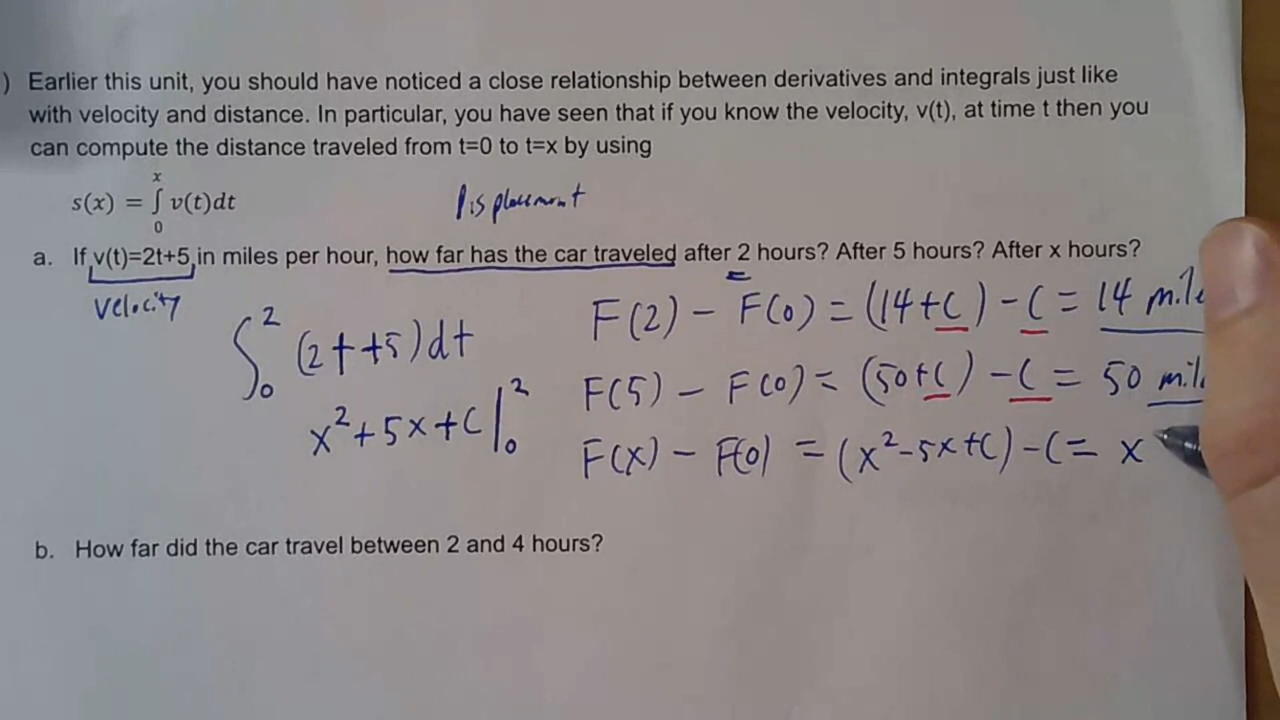 ) Earlier this unit, you should have noticed a close relationship between derivatives and integrals just like
with velocity and distance. In particular, you have seen that if you know the velocity, v(t), at time t then you
can compute the distance traveled from t=0 to t=x by using
s(x) = ∫₀ˣ v(t)dt
Displacement
a. If v(t)=2t+5 in miles per hour, how far has the car traveled after 2 hours? After 5 hours? After x hours?
velocity
∫₀² (2t+5)dt
x²+5x+C|₀²
F(2) - F(0) = (14+C) - C = 14 mile
F(5) - F(0) = (50+C) - C = 50 mile
F(x) - F(0) = (x²-5x+C) - C = x
b. How far did the car travel between 2 and 4 hours?